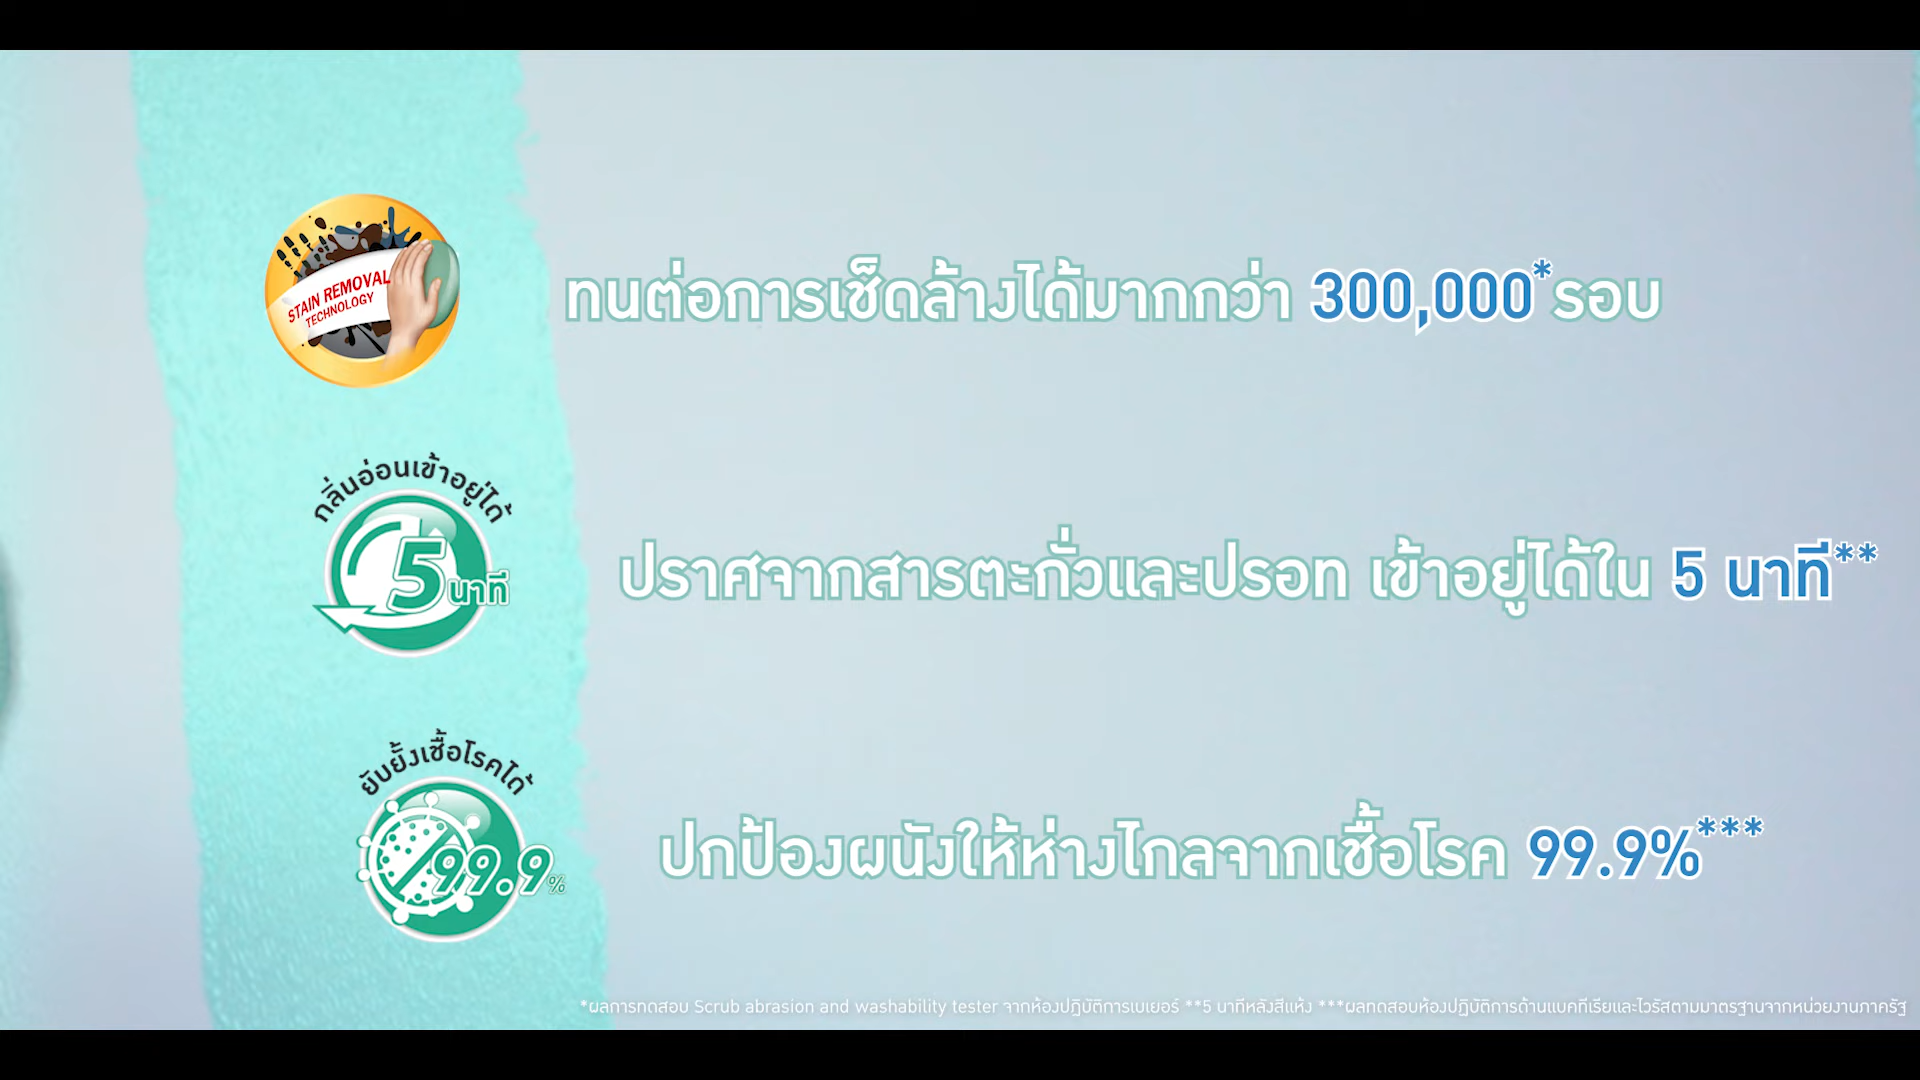 STAIN REMOVAL
TECHNOLOGY
ทนต่อการเช็ดล้างได้มากกว่า 300,000* รอบ
กลิ่นอ่อนเข้าอยู่ได้
5 นาที
ปราศจากสารตะกั่วและปรอท เข้าอยู่ได้ใน 5 นาที**
ยับยั้งเชื้อโรคได้
99.9%
ปกป้องผนังให้ห่างไกลจากเชื้อโรค 99.9%***
*ผลการทดสอบ Scrub abrasion and washability tester จากห้องปฏิบัติการเบเยอร์ **5 นาทีหลังสีแห้ง ***ผลทดสอบห้องปฏิบัติการด้านแบคทีเรียและไวรัสตามมาตรฐานจากหน่วยงานภาครัฐ